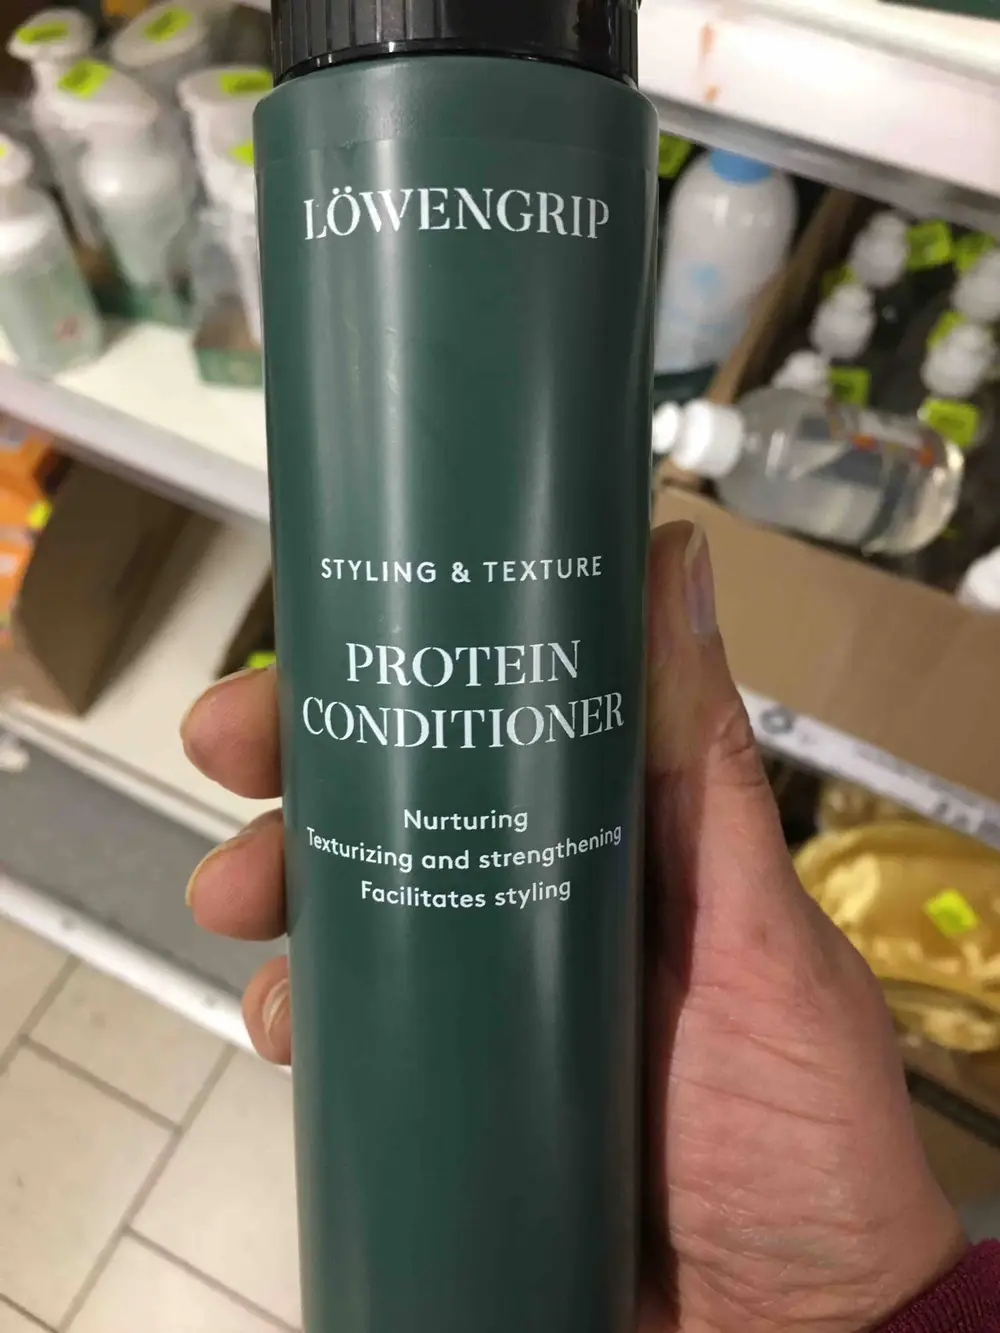 LÖWENGRIP
STYLING & TEXTURE
PROTEIN
CONDITIONER
Nurturing
Texturizing and strengthening
Facilitates styling